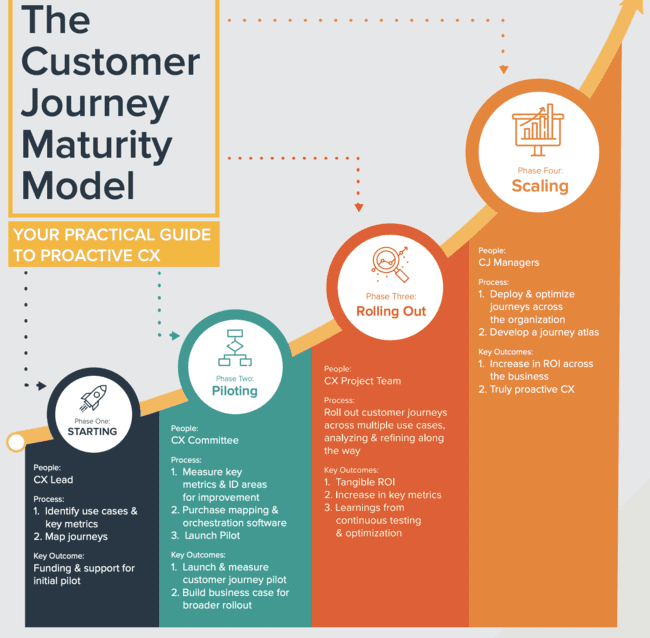 The
Customer
Journey
Maturity
Model
YOUR PRACTICAL GUIDE
TO PROACTIVE CX
Phase One:
STARTING
People:
CX Lead
Process:
1. Identify use cases &
key metrics
2. Map journeys
Key Outcome:
Funding & support for
initial pilot
Phase Two:
Piloting
People:
CX Committee
Process:
1. Measure key
metrics & ID areas
for improvement
2. Purchase mapping &
orchestration software
3. Launch Pilot
Key Outcomes:
1. Launch & measure
customer journey pilot
2. Build business case for
broader rollout
Phase Three:
Rolling Out
People:
CX Project Team
Process:
Roll out customer journeys
across multiple use cases,
analyzing & refining along
the way
Key Outcomes:
1. Tangible ROI
2. Increase in key metrics
3. Learnings from
continuous testing
& optimization
Phase Four:
Scaling
People:
CJ Managers
Process:
1. Deploy & optimize
journeys across
the organization
2. Develop a journey atlas
Key Outcomes:
1. Increase in ROI across
the business
2. Truly proactive CX